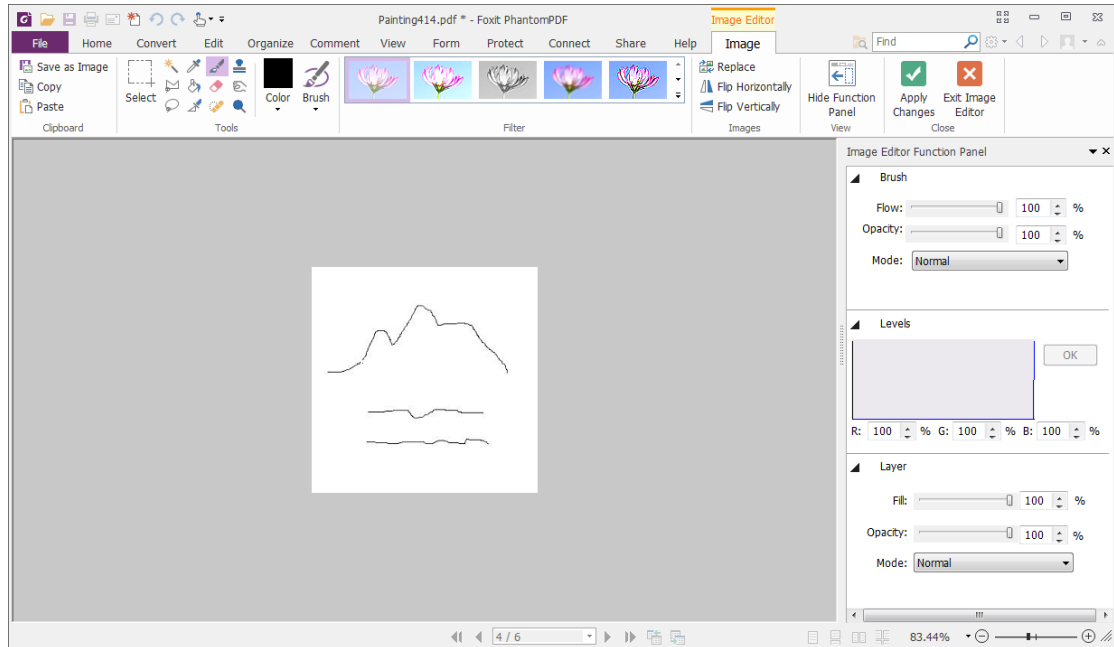 Painting414.pdf * - Foxit PhantomPDF
Image Editor
File Home Convert Edit Organize Comment View Form Protect Connect Share Help Image Find
Save as Image
Copy
Paste
Clipboard
Select
Tools
Color Brush
Filter
Replace
Flip Horizontally
Flip Vertically
Images
Hide Function
Panel
View
Apply
Changes
Exit Image
Editor
Close
Image Editor Function Panel
Brush
Flow: 100 %
Opacity: 100 %
Mode: Normal
Levels
OK
R: 100 % G: 100 % B: 100 %
Layer
Fill: 100 %
Opacity: 100 %
Mode: Normal
4 / 6
83.44%